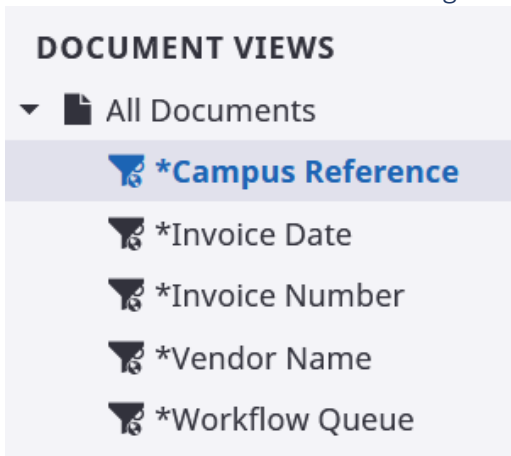 DOCUMENT VIEWS
All Documents
*Campus Reference
*Invoice Date
*Invoice Number
*Vendor Name
*Workflow Queue